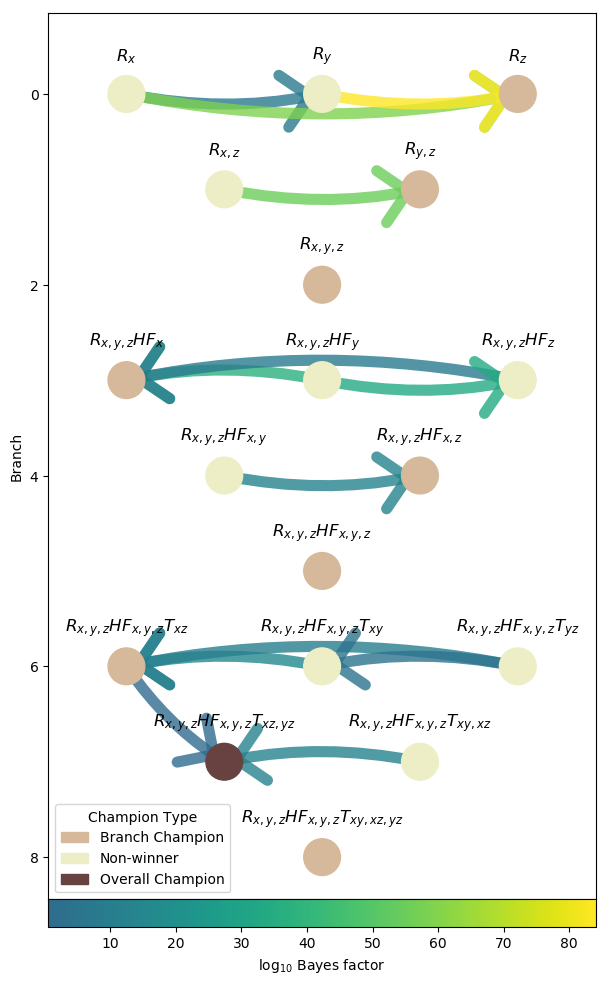 R_x R_y R_z
0
R_{x,z} R_{y,z}
R_{x,y,z}
2
R_{x,y,z}HF_x R_{x,y,z}HF_y R_{x,y,z}HF_z
R_{x,y,z}HF_{x,y} R_{x,y,z}HF_{x,z}
Branch
4
R_{x,y,z}HF_{x,y,z}
R_{x,y,z}HF_{x,y,z}T_{xz} R_{x,y,z}HF_{x,y,z}T_{xy} R_{x,y,z}HF_{x,y,z}T_{yz}
6
R_{x,y,z}HF_{x,y,z}T_{xz,yz} R_{x,y,z}HF_{x,y,z}T_{xy,xz}
R_{x,y,z}HF_{x,y,z}T_{xy,xz,yz}
8
Champion Type
Branch Champion
Non-winner
Overall Champion
10 20 30 40 50 60 70 80
log_{10} Bayes factor